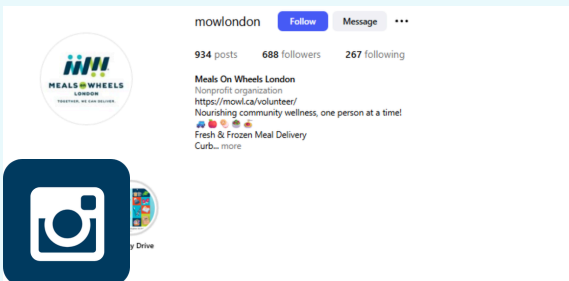 mowlondon Follow Message •••
934 posts 688 followers 267 following
MEALS ON WHEELS
LONDON
TOGETHER, WE CAN DELIVER.
Meals On Wheels London
Nonprofit organization
https://mowl.ca/volunteer/
Nourishing community wellness, one person at a time!
Fresh & Frozen Meal Delivery
Curb... more
y Drive